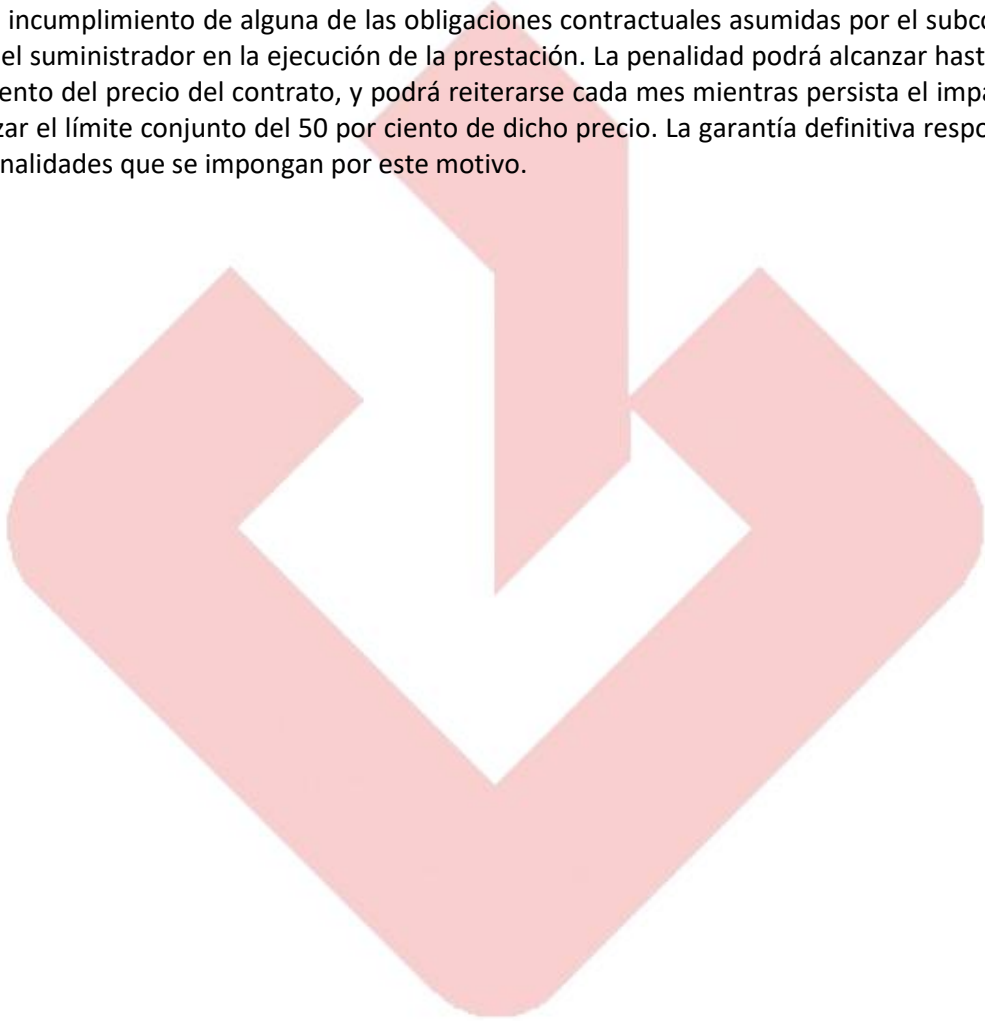 incumplimiento de alguna de las obligaciones contractuales asumidas por el subco
el suministrador en la ejecución de la prestación. La penalidad podrá alcanzar hast
ento del precio del contrato, y podrá reiterarse cada mes mientras persista el impa
zar el límite conjunto del 50 por ciento de dicho precio. La garantía definitiva respo
nalidades que se impongan por este motivo.